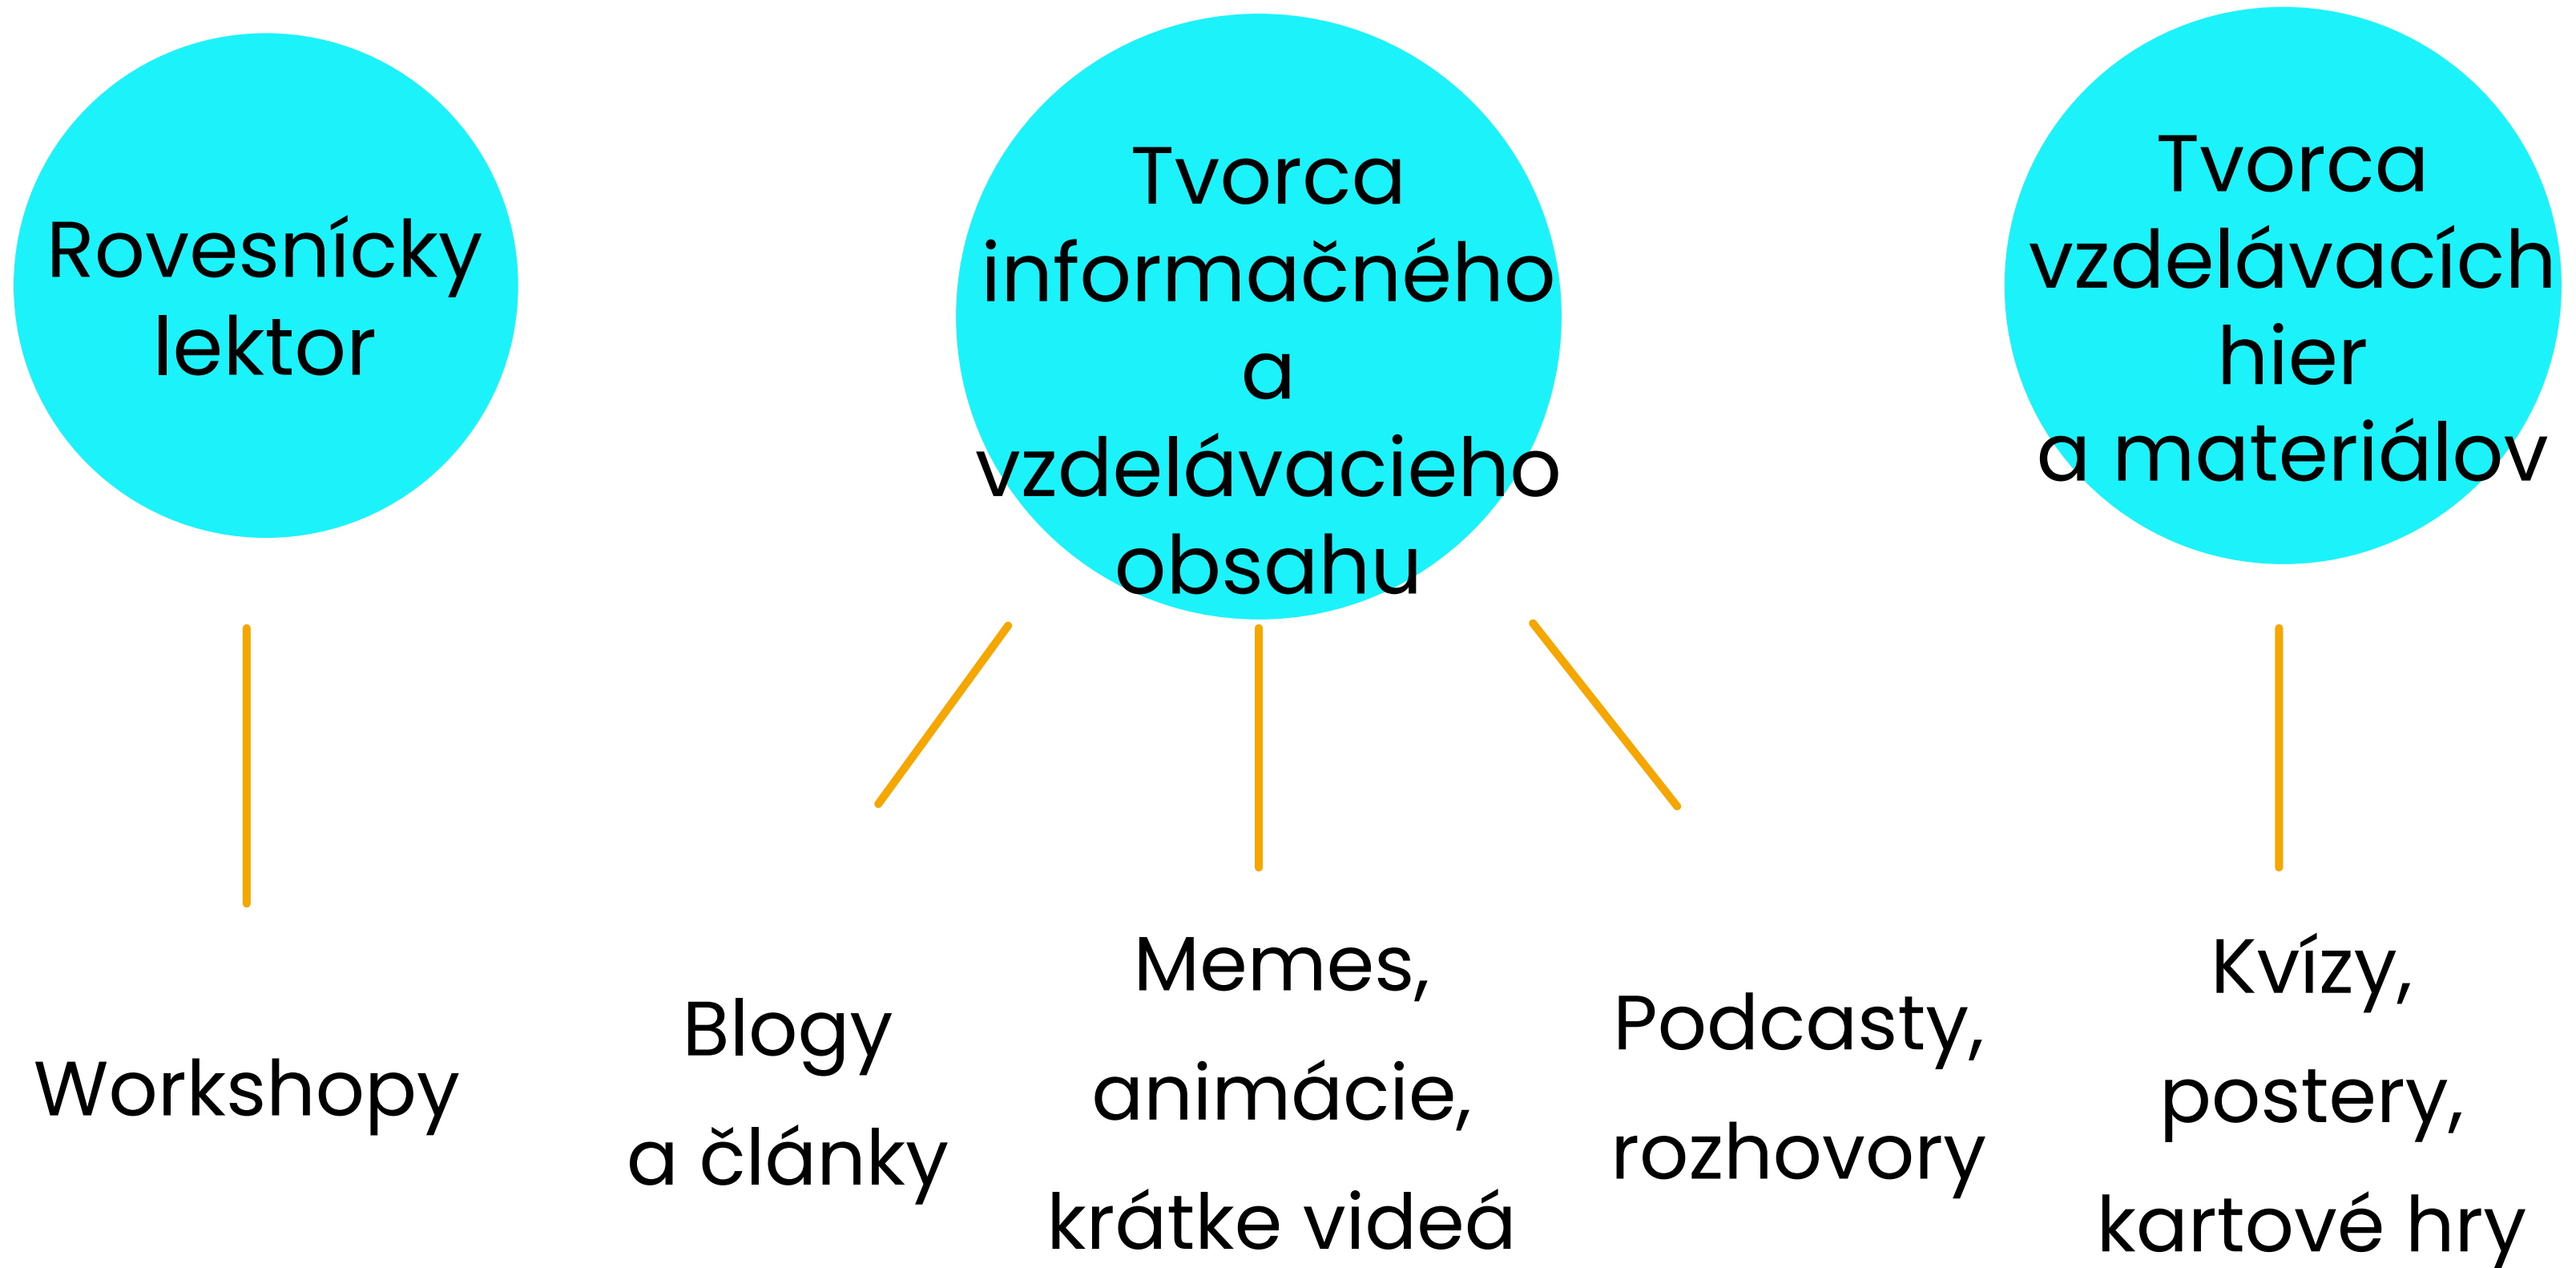 Rovesnícky
lektor
Tvorca
informačného
a
vzdelávacieho
obsahu
Tvorca
vzdelávacích
hier
a materiálov
Workshopy
Blogy
a články
Memes,
animácie,
krátke videá
Podcasty,
rozhovory
Kvízy,
postery,
kartové hry